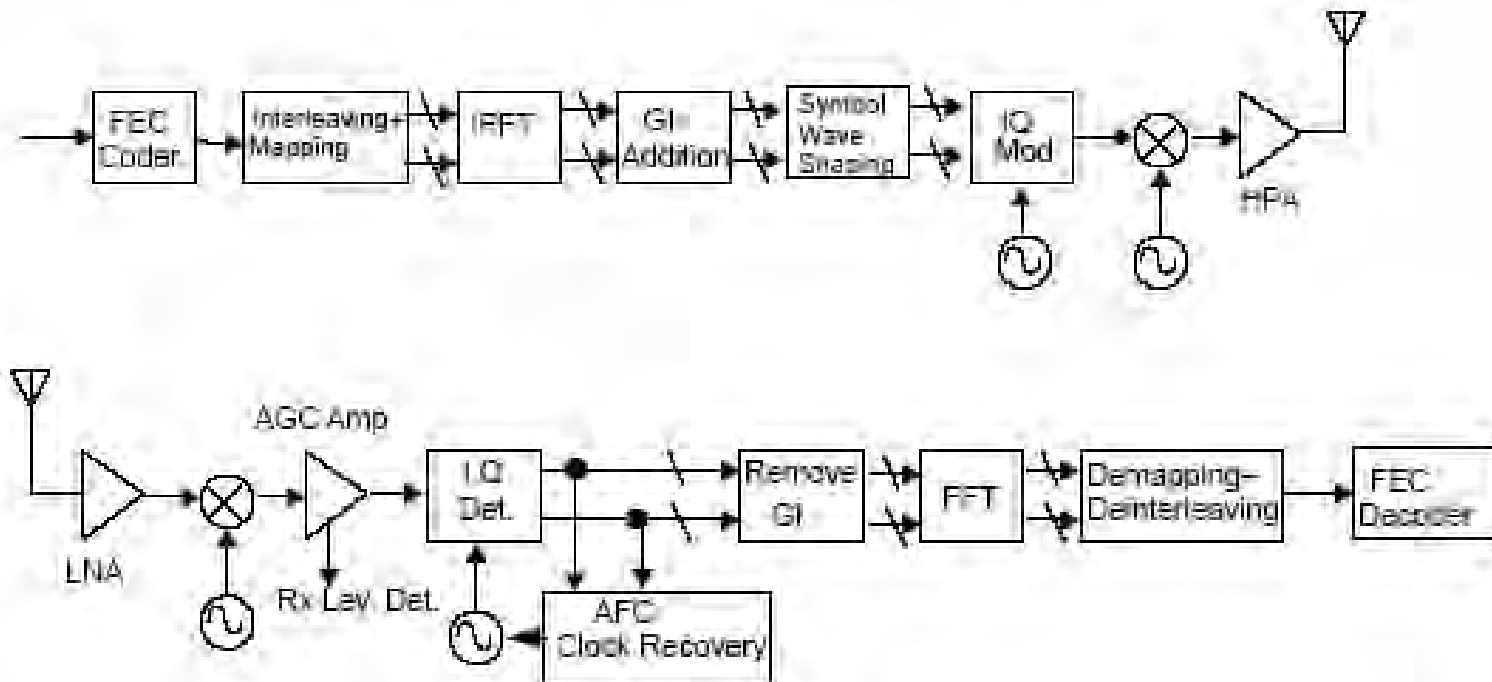 FEC
Coder
Interleaving+
Mapping
IFFT
GI
Addition
Symbol
Wave
Shaping
IQ
Mod
HPA
AGC Amp
LNA
Rx Lev. Det.
I.Q
Det.
AFC
Clock Recovery
Remove
GI
FFT
Demapping+
Deinterleaving
FEC
Decoder